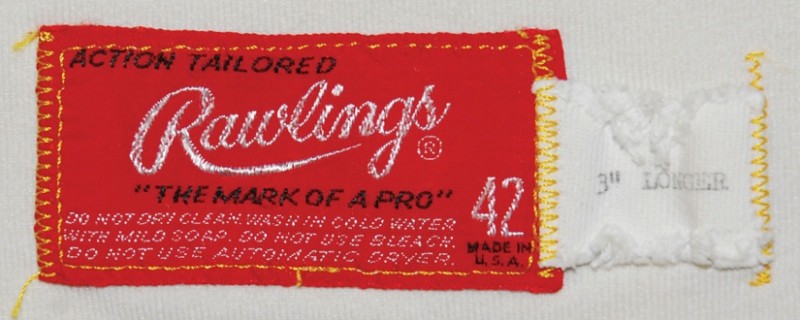 ACTION TAILORED
Rawlings ®
"THE MARK OF A PRO"
42
DO NOT DRY CLEAN. WASH IN COLD WATER
WITH MILD SOAP. DO NOT USE BLEACH.
DO NOT USE AUTOMATIC DRYER.
MADE IN
U.S.A.
3" LONGER